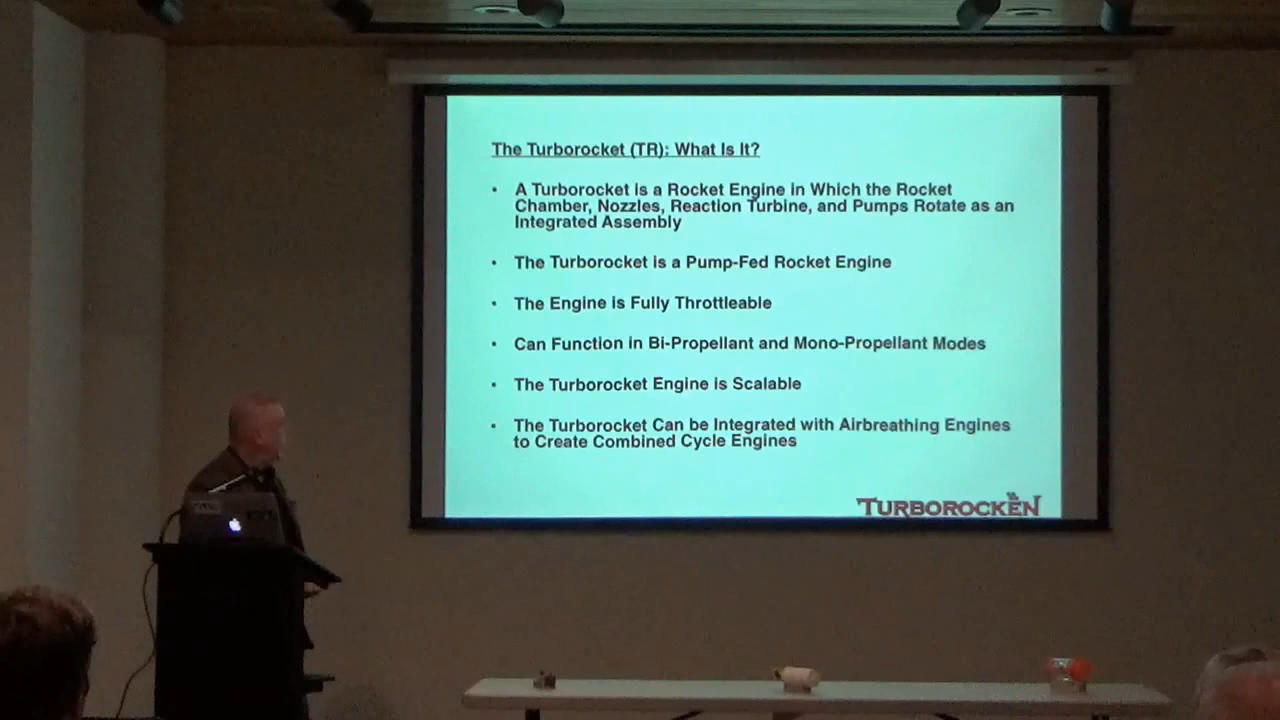 The Turborocket (TR): What Is It?
• A Turborocket is a Rocket Engine in Which the Rocket
Chamber, Nozzles, Reaction Turbine, and Pumps Rotate as an
Integrated Assembly
• The Turborocket is a Pump-Fed Rocket Engine
• The Engine is Fully Throttleable
• Can Function in Bi-Propellant and Mono-Propellant Modes
• The Turborocket Engine is Scalable
• The Turborocket Can be Integrated with Airbreathing Engines
to Create Combined Cycle Engines
TURBOROCKEN